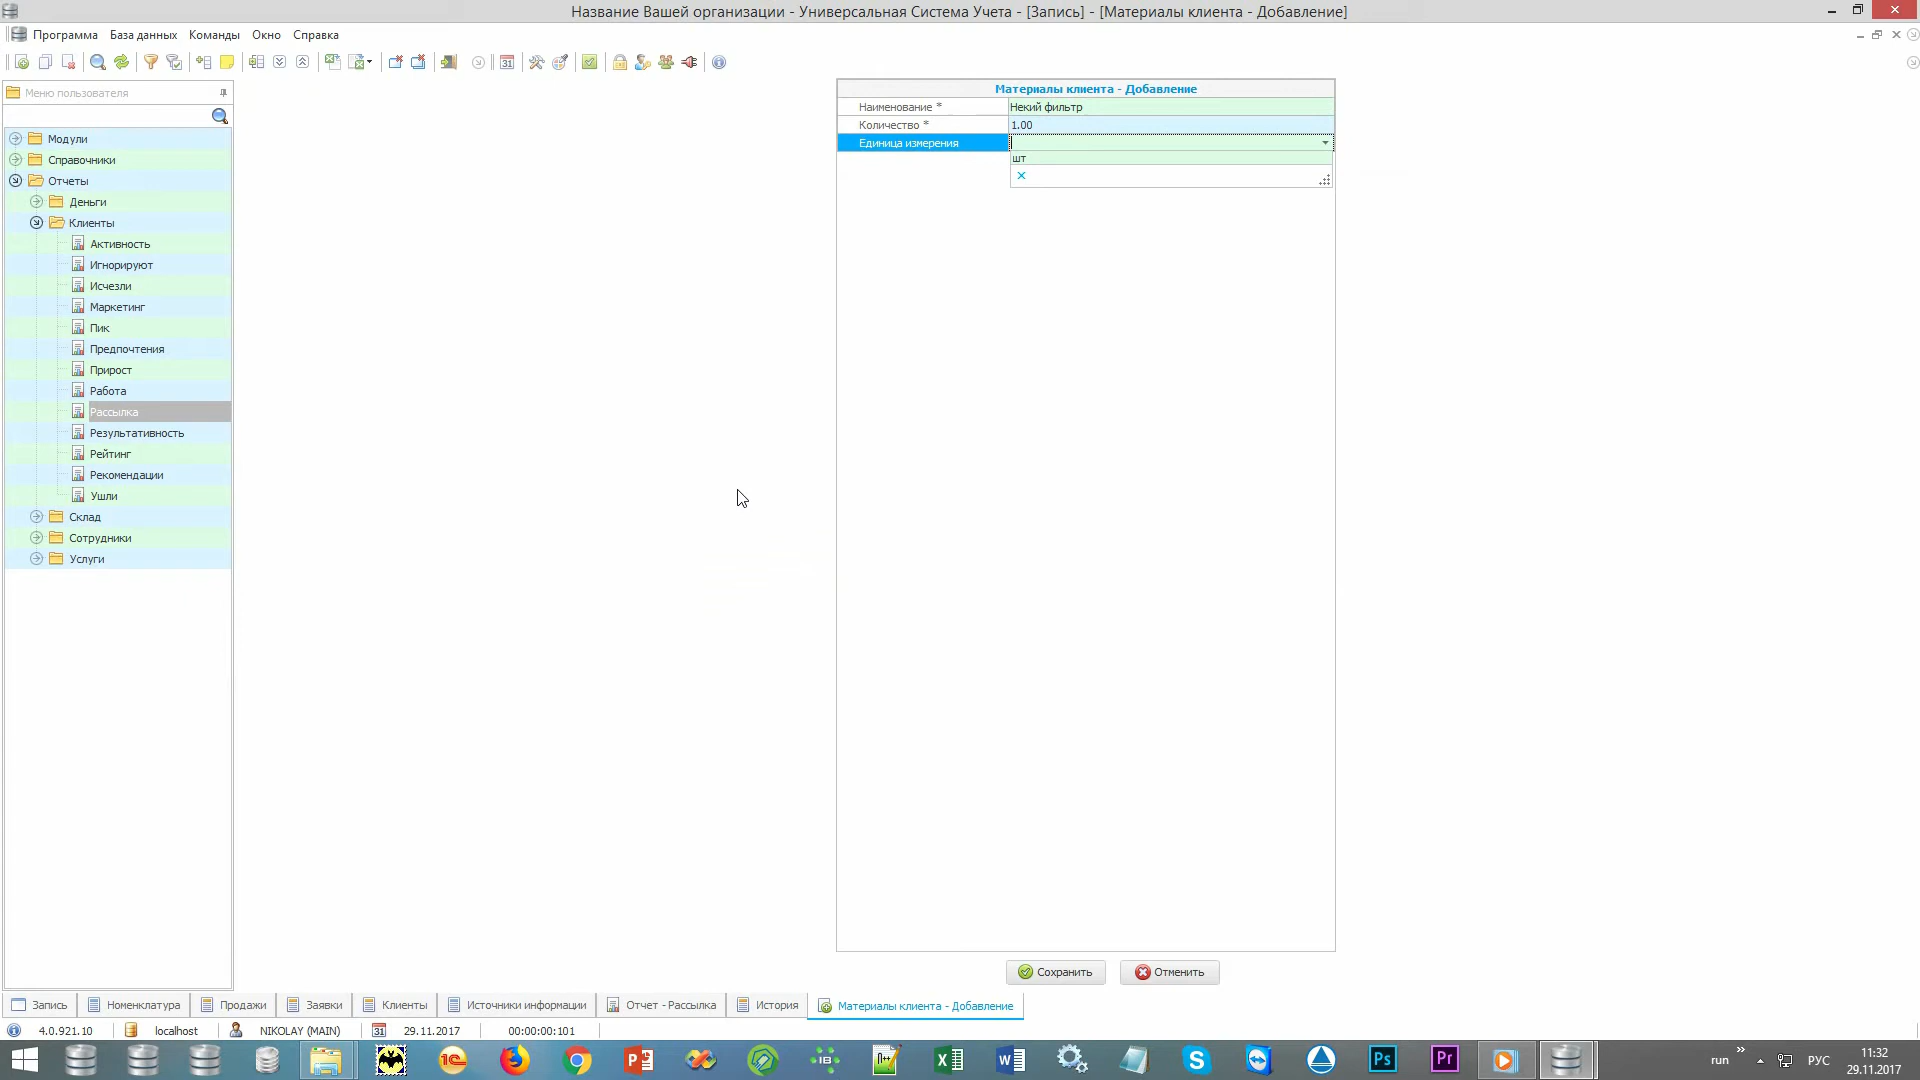 Название Вашей организации - Универсальная Система Учета - [Запись] - [Материалы клиента - Добавление]
Программа База данных Команды Окно Справка
Меню пользователя
Модули
Справочники
Отчеты
Деньги
Клиенты
Активность
Игнорируют
Исчезли
Маркетинг
Пик
Предпочтения
Прирост
Работа
Рассылка
Результативность
Рейтинг
Рекомендации
Ушли
Склад
Сотрудники
Услуги
Материалы клиента - Добавление
Наименование * Некий фильтр
Количество * 1.00
Единица измерения
шт
Сохранить Отменить
Запись Номенклатура Продажи Заявки Клиенты Источники информации Отчет - Рассылка История Материалы клиента - Добавление
4.0.921.10 localhost NIKOLAY (MAIN) 31 29.11.2017 00:00:00:101
run РУС 11:32
29.11.2017